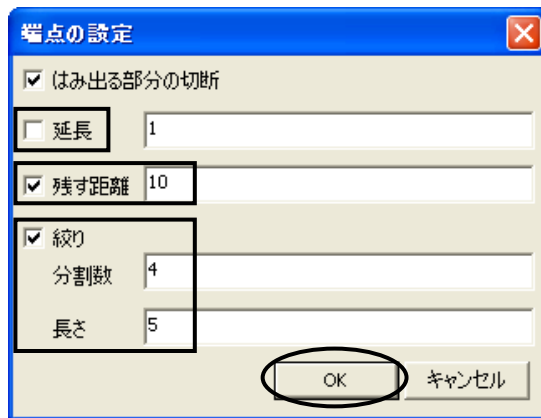 端点の設定
はみ出る部分の切断
延長 1
残す距離 10
絞り
分割数 4
長さ 5
OK キャンセル